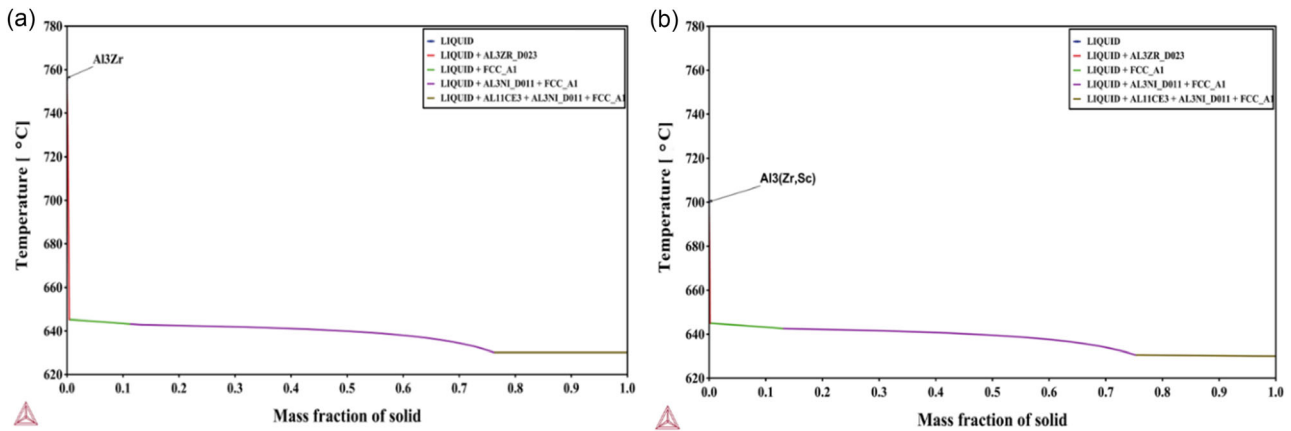 (a)
780
760
740
720
700
680
660
640
620
Temperature [ °C]
Al3Zr
LIQUID
LIQUID + AL3ZR_D023
LIQUID + FCC_A1
LIQUID + AL3NI_D011 + FCC_A1
LIQUID + AL11CE3 + AL3NI_D011 + FCC_A1
0.0 0.1 0.2 0.3 0.4 0.5 0.6 0.7 0.8 0.9 1.0
Mass fraction of solid
(b)
780
760
740
720
700
680
660
640
620
Temperature [ °C]
Al3(Zr,Sc)
LIQUID
LIQUID + AL3ZR_D023
LIQUID + FCC_A1
LIQUID + AL3NI_D011 + FCC_A1
LIQUID + AL11CE3 + AL3NI_D011 + FCC_A1
0.0 0.1 0.2 0.3 0.4 0.5 0.6 0.7 0.8 0.9 1.0
Mass fraction of solid